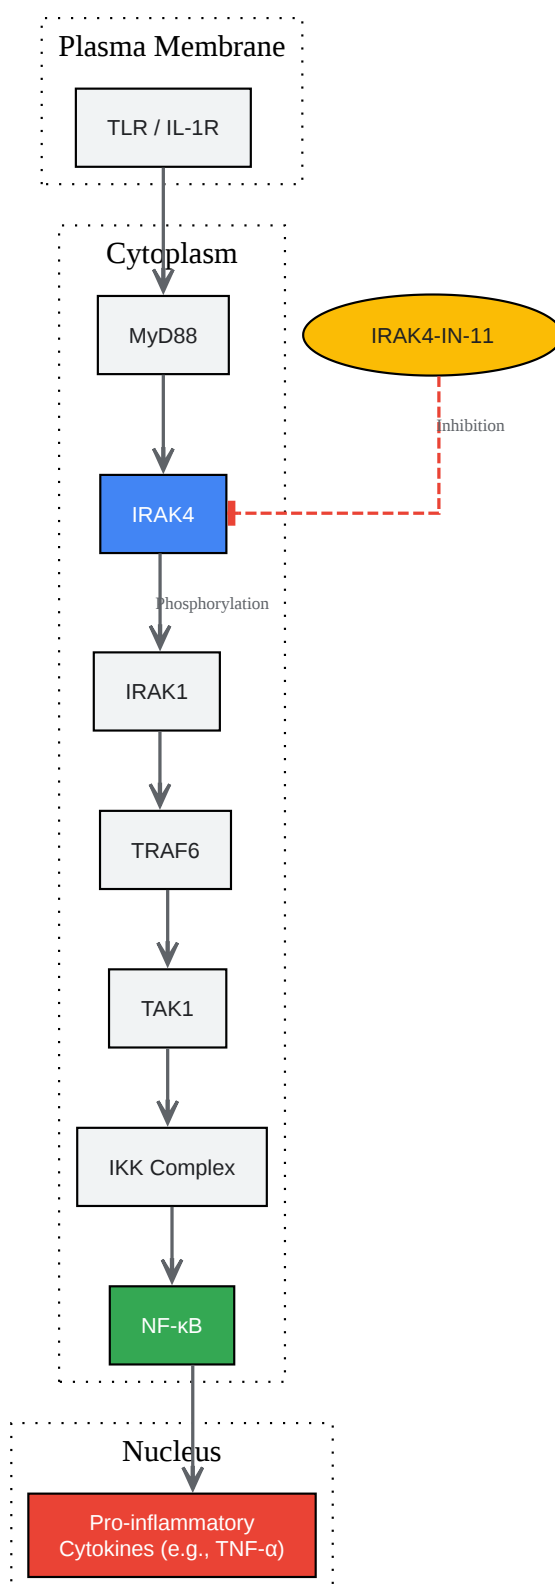 Plasma Membrane
TLR / IL-1R
Cytoplasm
MyD88
IRAK4-IN-11
Inhibition
IRAK4
Phosphorylation
IRAK1
TRAF6
TAK1
IKK Complex
NF-κB
Nucleus
Pro-inflammatory
Cytokines (e.g., TNF-α)